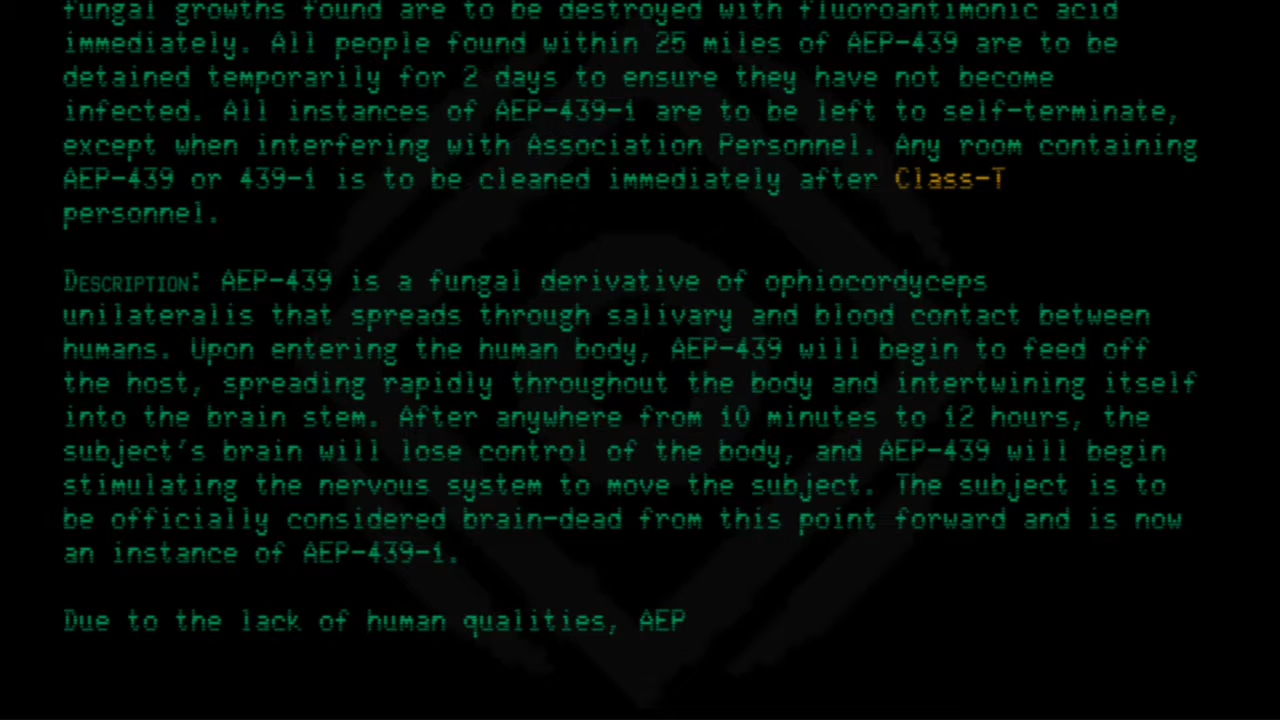 fungal growths found are to be destroyed with fluoroantimonic acid
immediately. All people found within 25 miles of AEP-439 are to be
detained temporarily for 2 days to ensure they have not become
infected. All instances of AEP-439-1 are to be left to self-terminate,
except when interfering with Association Personnel. Any room containing
AEP-439 or 439-1 is to be cleaned immediately after Class-T
personnel.
Description: AEP-439 is a fungal derivative of ophiocordyceps
unilateralis that spreads through salivary and blood contact between
humans. Upon entering the human body, AEP-439 will begin to feed off
the host, spreading rapidly throughout the body and intertwining itself
into the brain stem. After anywhere from 10 minutes to 12 hours, the
subject's brain will lose control of the body, and AEP-439 will begin
stimulating the nervous system to move the subject. The subject is to
be officially considered brain-dead from this point forward and is now
an instance of AEP-439-1.
Due to the lack of human qualities, AEP